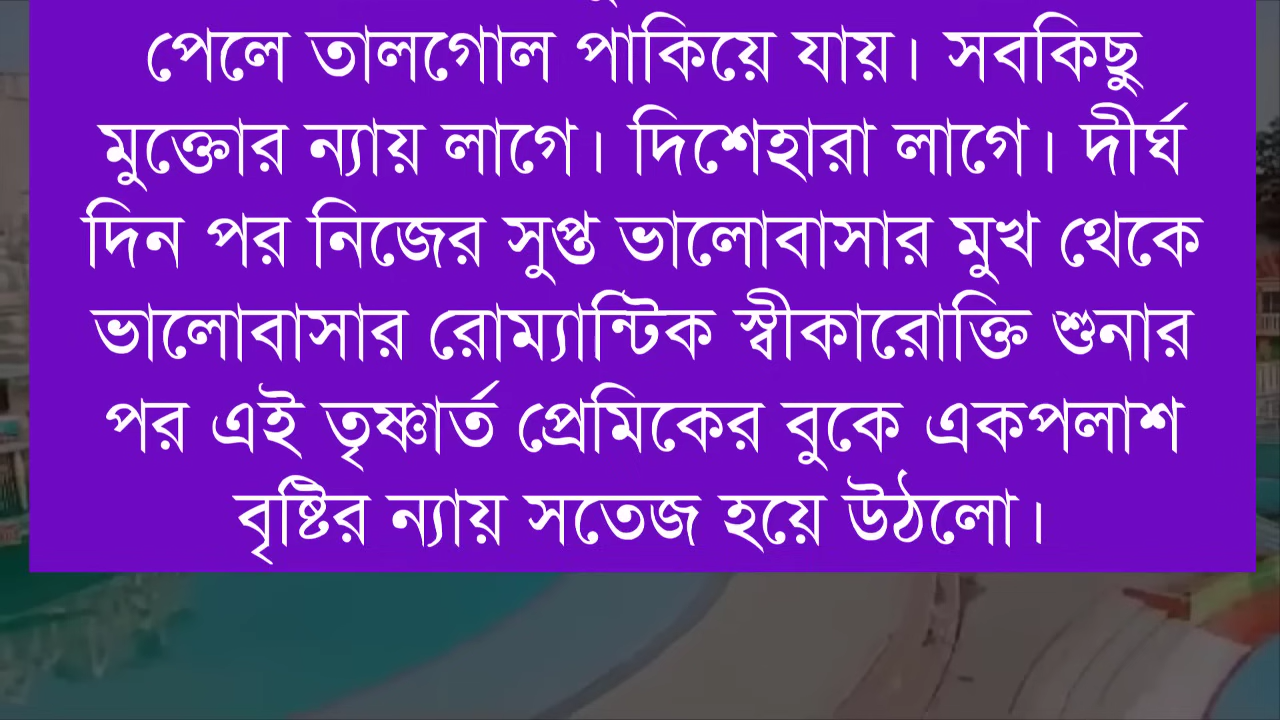 পেলে তালগোল পাকিয়ে যায়। সবকিছু
মুক্তোর ন্যায় লাগে। দিশেহারা লাগে। দীর্ঘ
দিন পর নিজের সুপ্ত ভালোবাসার মুখ থেকে
ভালোবাসার রোম্যান্টিক স্বীকারোক্তি শুনার
পর এই তৃষ্ণার্ত প্রেমিকের বুকে একপলাশ
বৃষ্টির ন্যায় সতেজ হয়ে উঠলো।